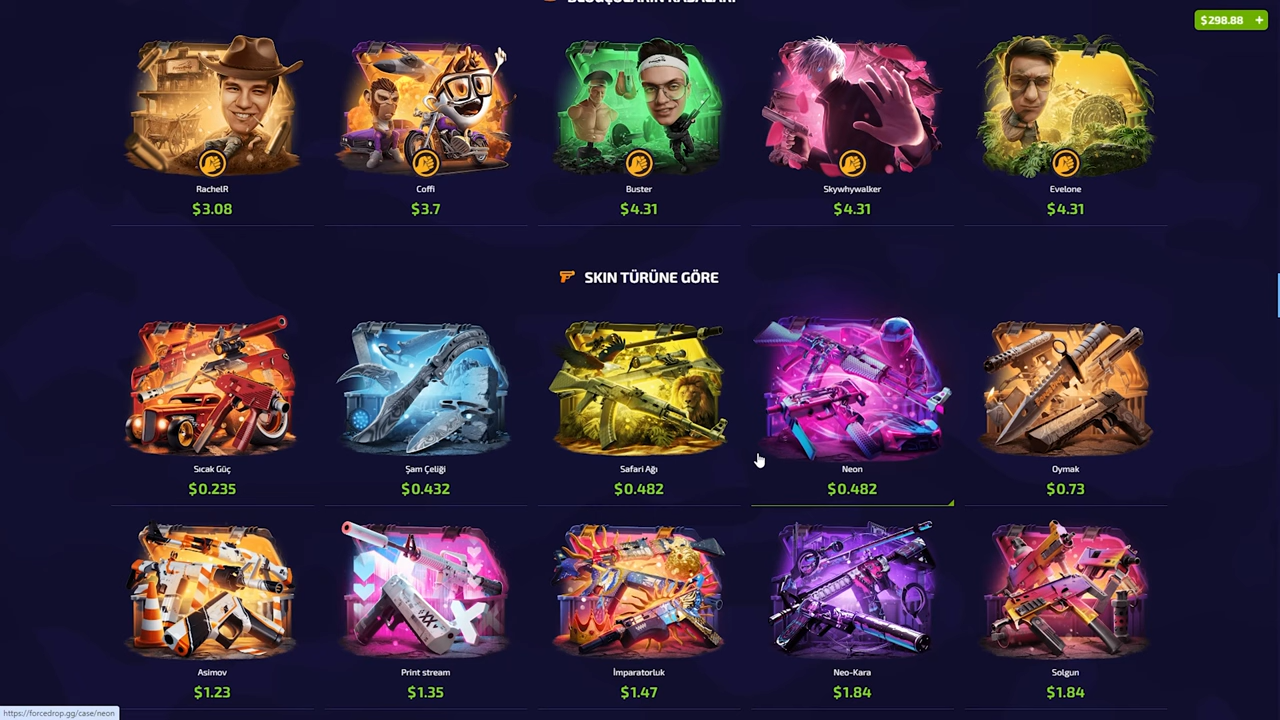 $298.88 +
RachelR
$3.08
Coffi
$3.7
Buster
$4.31
Skywhywalker
$4.31
Evelone
$4.31
SKIN TÜRÜNE GÖRE
Sıcak Güç
$0.235
Şam Çeliği
$0.432
Safari Ağı
$0.482
Neon
$0.482
Oymak
$0.73
Asimov
$1.23
Print stream
$1.35
İmparatorluk
$1.47
Neo-Kara
$1.84
Solgun
$1.84
https://forcedrop.gg/case/neon